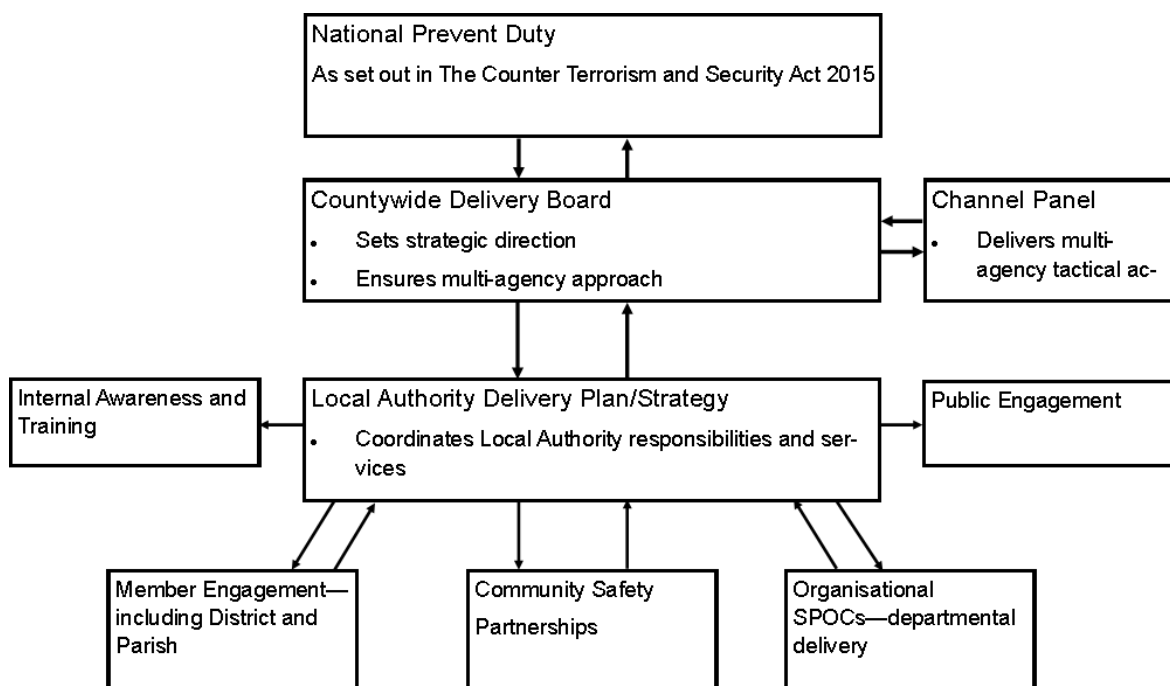 National Prevent Duty
As set out in The Counter Terrorism and Security Act 2015
Countywide Delivery Board
• Sets strategic direction
• Ensures multi-agency approach
Channel Panel
• Delivers multi-
agency tactical ac-
Internal Awareness and
Training
Local Authority Delivery Plan/Strategy
• Coordinates Local Authority responsibilities and ser-
vices
Public Engagement
Member Engagement—
including District and
Parish
Community Safety
Partnerships
Organisational
SPOCs—departmental
delivery